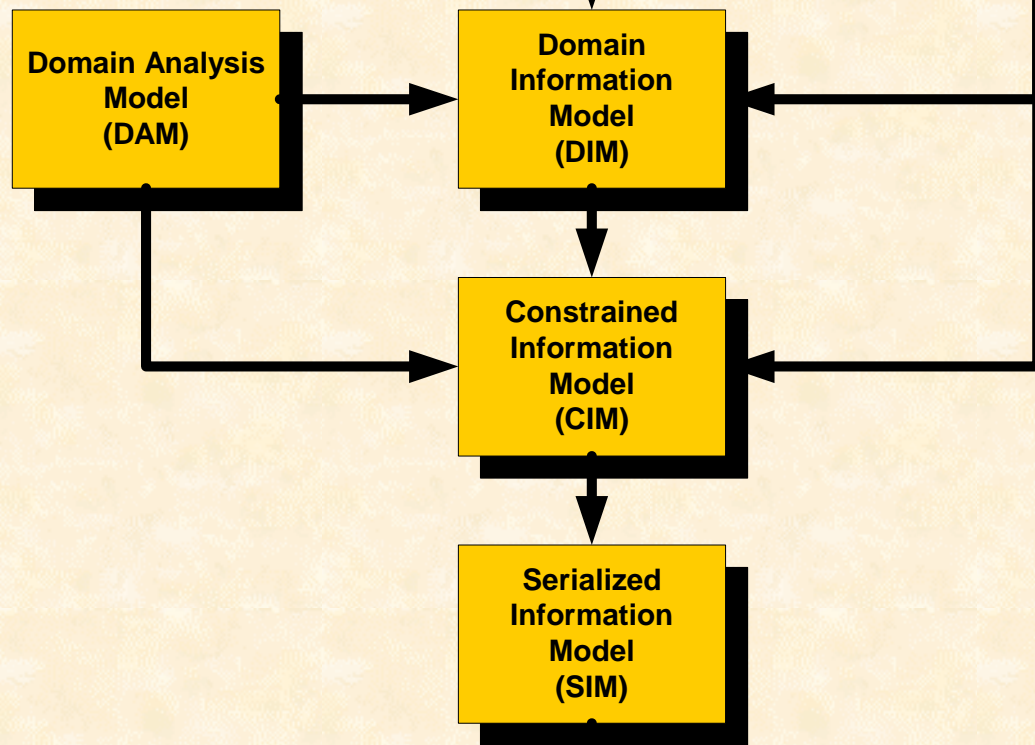 Domain Analysis
Model
(DAM)
Domain
Information
Model
(DIM)
Constrained
Information
Model
(CIM)
Serialized
Information
Model
(SIM)